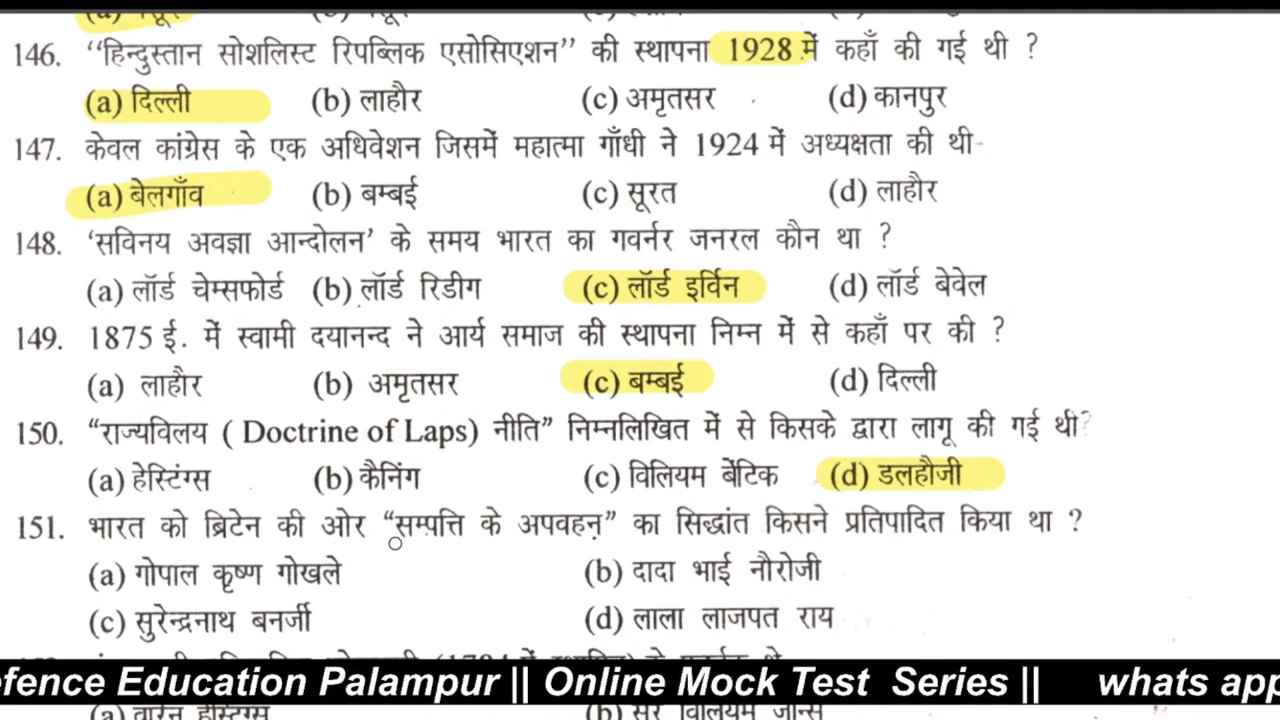 146. “हिन्दुस्तान सोशलिस्ट रिपब्लिक एसोसिएशन” की स्थापना 1928 में कहाँ की गई थी ?
(a) दिल्ली (b) लाहौर (c) अमृतसर (d) कानपुर
147. केवल कांग्रेस के एक अधिवेशन जिसमें महात्मा गाँधी ने 1924 में अध्यक्षता की थी-
(a) बेलगाँव (b) बम्बई (c) सूरत (d) लाहौर
148. ‘सविनय अवज्ञा आन्दोलन’ के समय भारत का गवर्नर जनरल कौन था ?
(a) लॉर्ड चेम्सफोर्ड (b) लॉर्ड रिडीग (c) लॉर्ड इर्विन (d) लॉर्ड बेवेल
149. 1875 ई. में स्वामी दयानन्द ने आर्य समाज की स्थापना निम्न में से कहाँ पर की ?
(a) लाहौर (b) अमृतसर (c) बम्बई (d) दिल्ली
150. “राज्यविलय ( Doctrine of Laps) नीति” निम्नलिखित में से किसके द्वारा लागू की गई थी?
(a) हेस्टिंग्स (b) कैनिंग (c) विलियम बेंटिक (d) डलहौजी
151. भारत को ब्रिटेन की ओर “सम्पत्ति के अपवहन” का सिद्धांत किसने प्रतिपादित किया था ?
(a) गोपाल कृष्ण गोखले (b) दादा भाई नौरोजी
(c) सुरेन्द्रनाथ बनर्जी (d) लाला लाजपत राय
efence Education Palampur || Online Mock Test Series || whats app
(a) वारेन हेस्टिंग्स (b) सर विलियम जोन्स